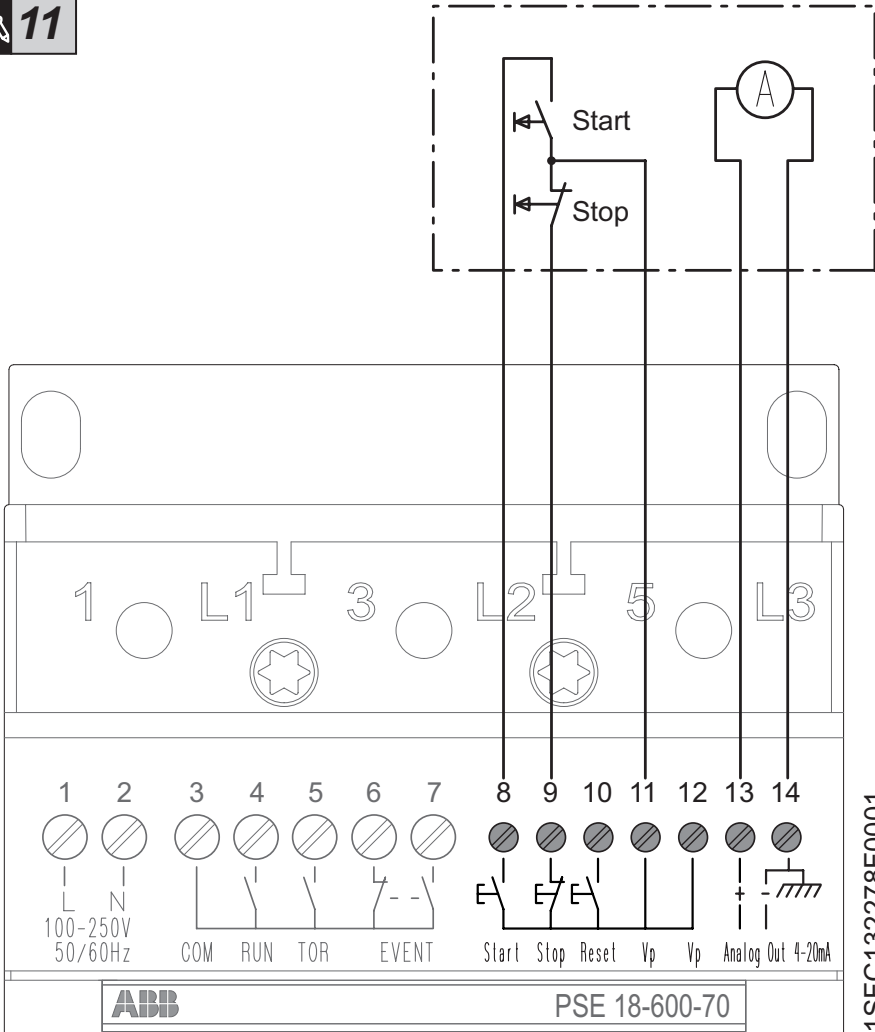 11
A
Start
Stop
1 L1 3 L2 5 L3
1 2 3 4 5 6 7 8 9 10 11 12 13 14
L N
100-250V
50/60Hz
COM RUN TOR EVENT Start Stop Reset Vp Vp Analog Out 4-20mA
+ -
ABB PSE 18-600-70
1SFC132278F0001